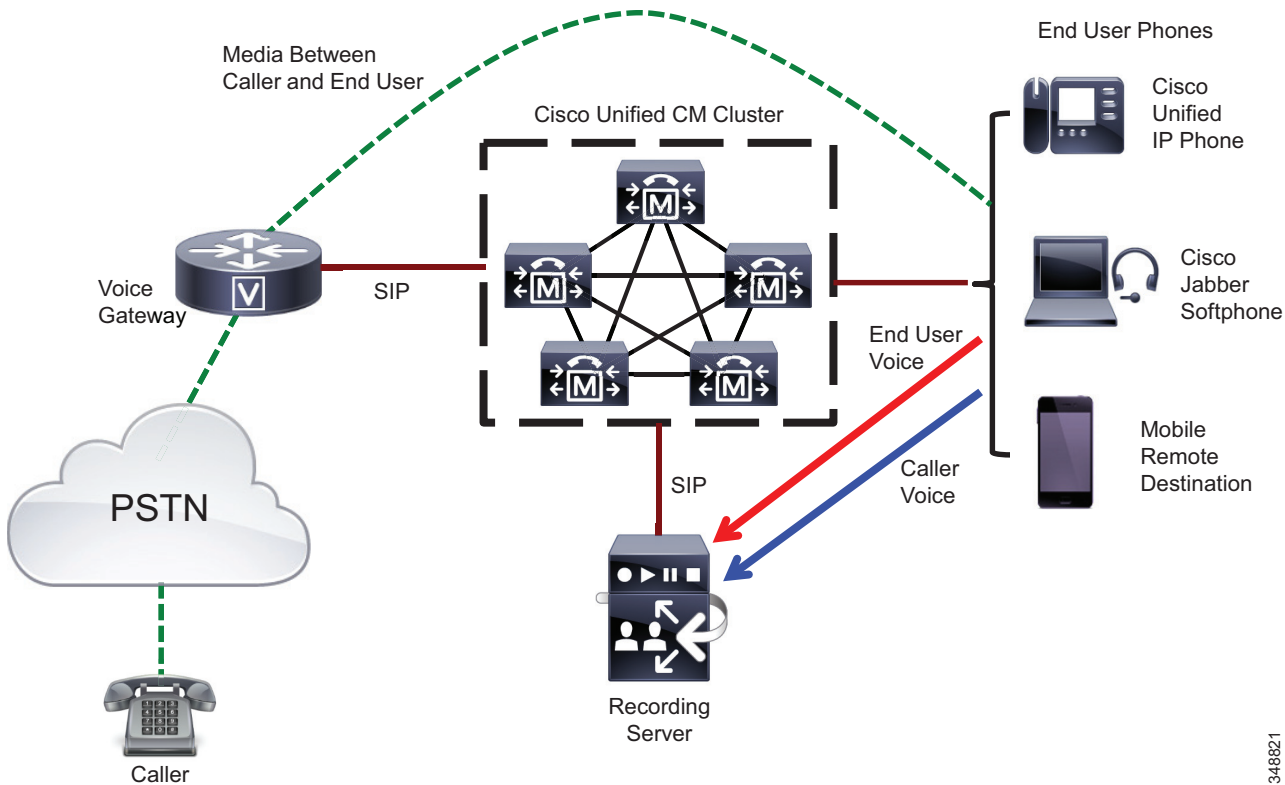 End User Phones
Media Between
Caller and End User
Cisco
Unified
IP Phone
Cisco Unified CM Cluster
M
M
M
M
M
Voice
Gateway
V
SIP
Cisco
Jabber
Softphone
End User
Voice
Caller
Voice
Mobile
Remote
Destination
SIP
PSTN
Recording
Server
Caller
348821